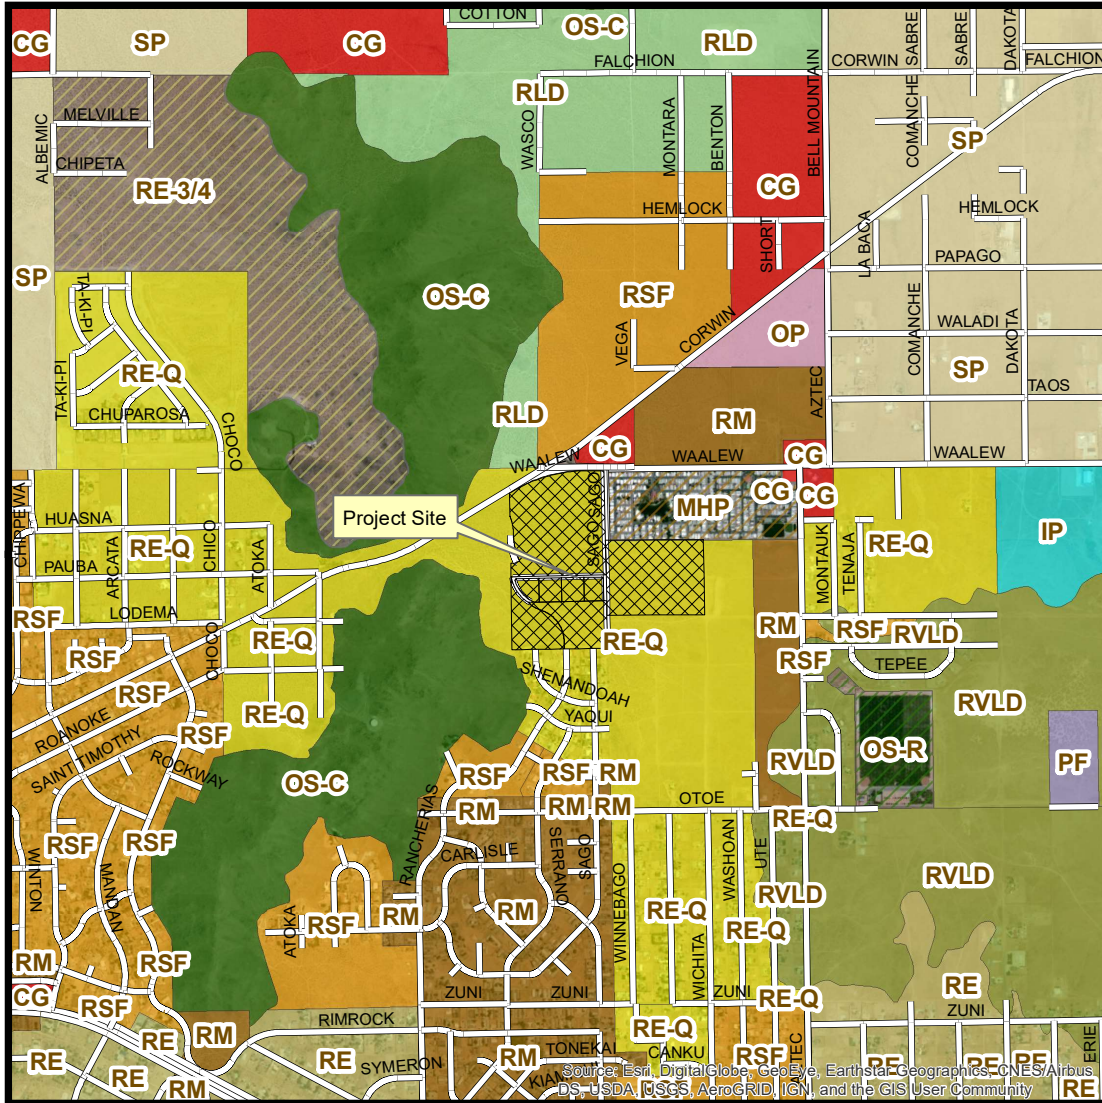 COTTON
OS-C
CG
SP
CG
RLD
SABRE
SABRE
DAKOTA
FALCHION
CORWIN
FALCHION
RLD
MELVILLE
ALBEMIC
WASCO
MONTARA
BENTON
BELL MOUNTAIN
COMANCHE
SP
CHIPETA
RE-3/4
CG
HEMLOCK
HEMLOCK
SHORT
LA BACA
PAPAGO
SP
TA-KI-PI
OS-C
RSF
OP
WALADI
VEGA
CORWIN
COMANCHE
DAKOTA
TA-KI-PI
RE-Q
SP
TAOS
CHUPAROSA
CHOCO
RLD
RM
AZTEC
CG
WAALEW
WAALEW
CG
WAALEW
CHIPPEWA
HUASNA
Project Site
SAGO
SAGO
MHP
CG
CG
RE-Q
ARCATA
CHICO
ATOKA
MONTAUK
TENAJA
RE-Q
IP
PAUBA
RSF
LODEMA
RE-Q
RE-Q
RM
RSF
RVLD
CHOCO
RSF
RSF
TEPEE
RSF
SHENANDOAH
YAQUI
RE-Q
RVLD
ROANOKE
RSF
SAINT TIMOTHY
ROCKWAY
OS-R
RVLD
PF
OS-C
RSF
RSF
RM
OTOE
RM
RM
RM
RE-Q
RANCHERIAS
CARLISLE
SERRANO
SAGO
WASHOAN
UTE
RSF
RSF
WINTON
MANDAN
WINNEBAGO
RVLD
RVLD
RSF
RM
RM
RE-Q
RE-Q
ATOKA
WICHITA
RM
RSF
CG
RSF
ZUNI
ZUNI
ZUNI
RE-Q
RE
ZUNI
RIMROCK
RE
RM
RE-Q
ERIE
RE
RE
SYMERON
RM
TONEKAI
CANKU
RSF
RE
RE
RE
RE
RM
RE
Source: Esri, DigitalGlobe, GeoEye, Earthstar Geographics, CNES/Airbus
DS, USDA, USGS, AeroGRID, IGN, and the GIS User Community